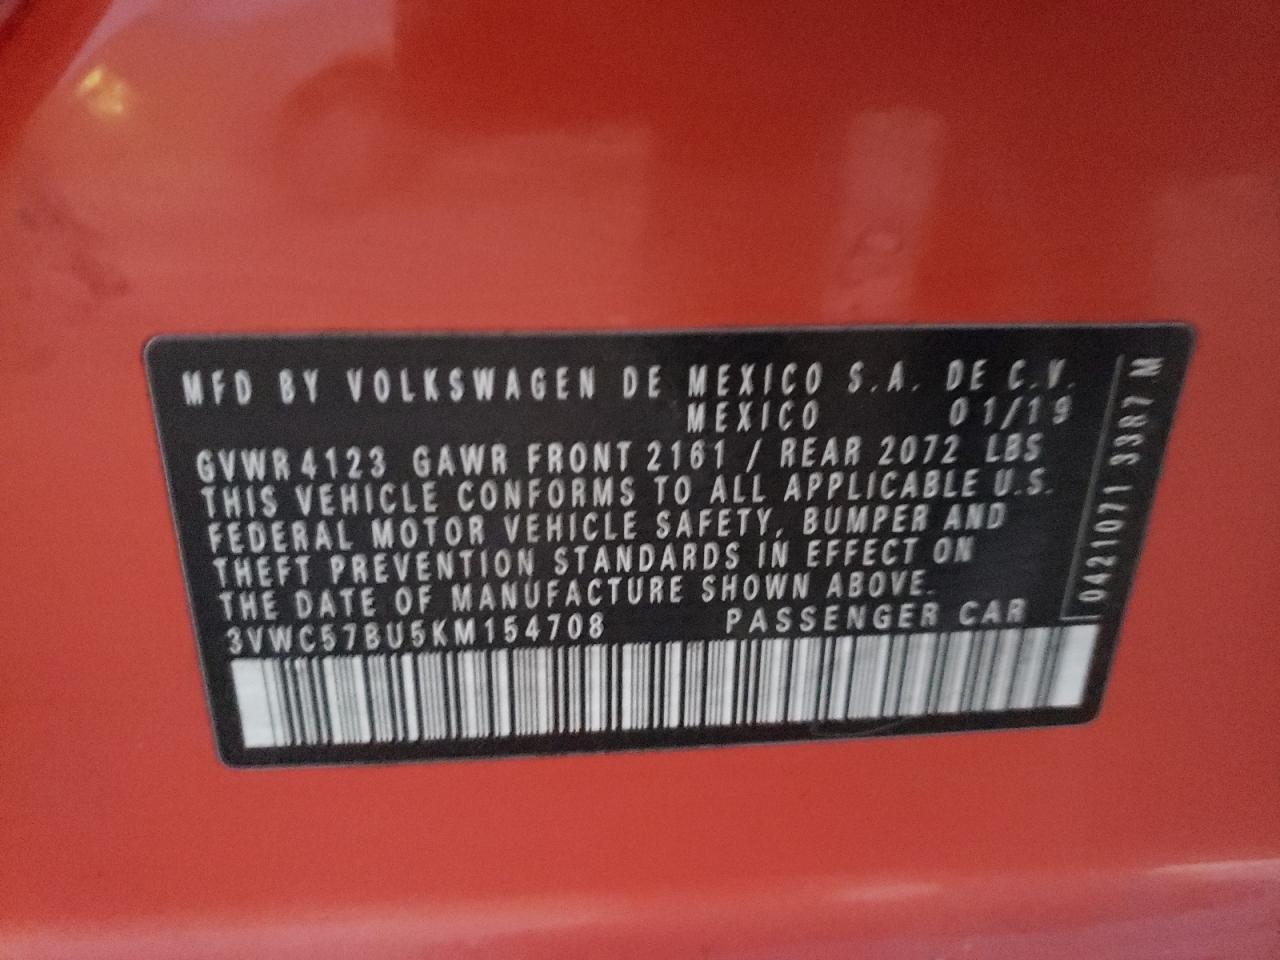 MFD BY VOLKSWAGEN DE MEXICO S.A. DE C.V.
MEXICO 01/19
GVWR 4123 GAWR FRONT 2161 / REAR 2072 LBS
THIS VEHICLE CONFORMS TO ALL APPLICABLE U.S.
FEDERAL MOTOR VEHICLE SAFETY, BUMPER AND
THEFT PREVENTION STANDARDS IN EFFECT ON
THE DATE OF MANUFACTURE SHOWN ABOVE.
3VWC57BU5KM154708 PASSENGER CAR
0421071 3387 M